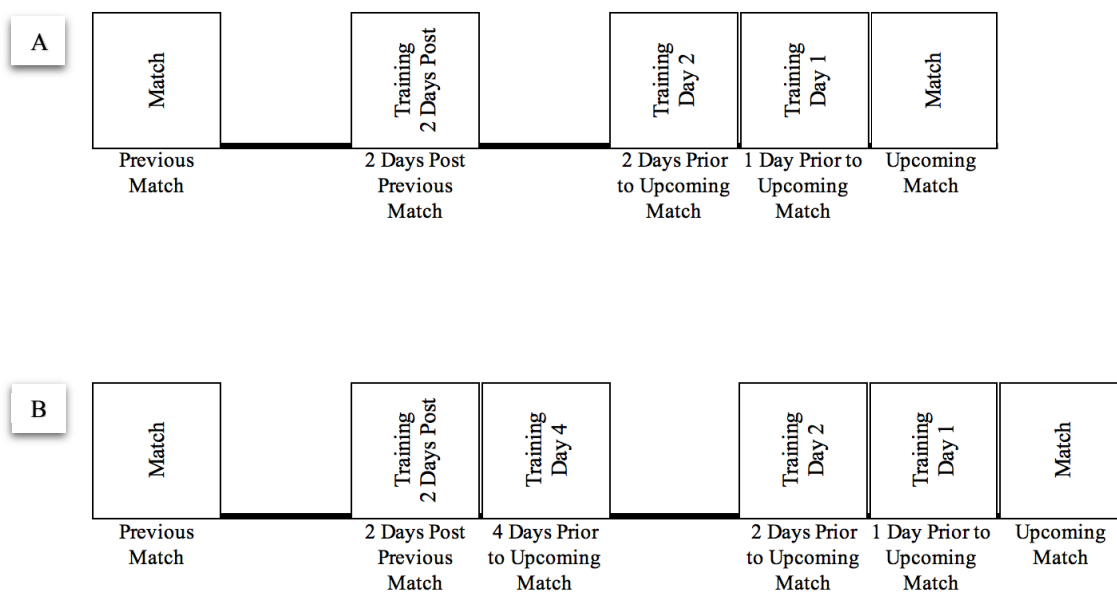 A
Match
Training
2 Days Post
Training
Day 2
Training
Day 1
Match
Previous
Match
2 Days Post
Previous
Match
2 Days Prior
to Upcoming
Match
1 Day Prior to
Upcoming
Match
Upcoming
Match
B
Match
Training
2 Days Post
Training
Day 4
Training
Day 2
Training
Day 1
Match
Previous
Match
2 Days Post
Previous
Match
4 Days Prior
to Upcoming
Match
2 Days Prior
to Upcoming
Match
1 Day Prior to
Upcoming
Match
Upcoming
Match